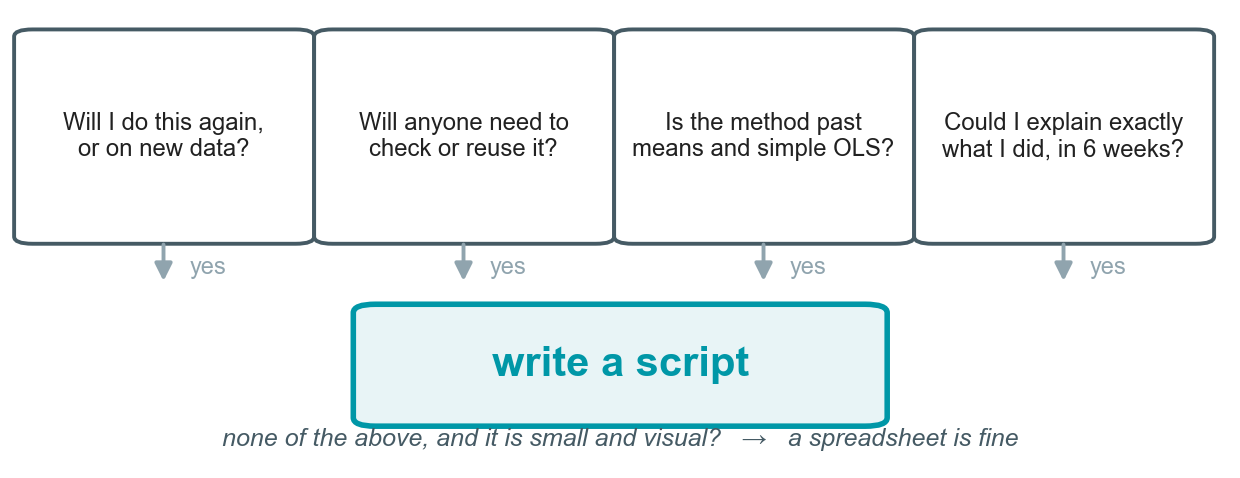 Will I do this again,
or on new data?
Will anyone need to
check or reuse it?
Is the method past
means and simple OLS?
Could I explain exactly
what I did, in 6 weeks?
yes
yes
yes
yes
write a script
none of the above, and it is small and visual? → a spreadsheet is fine